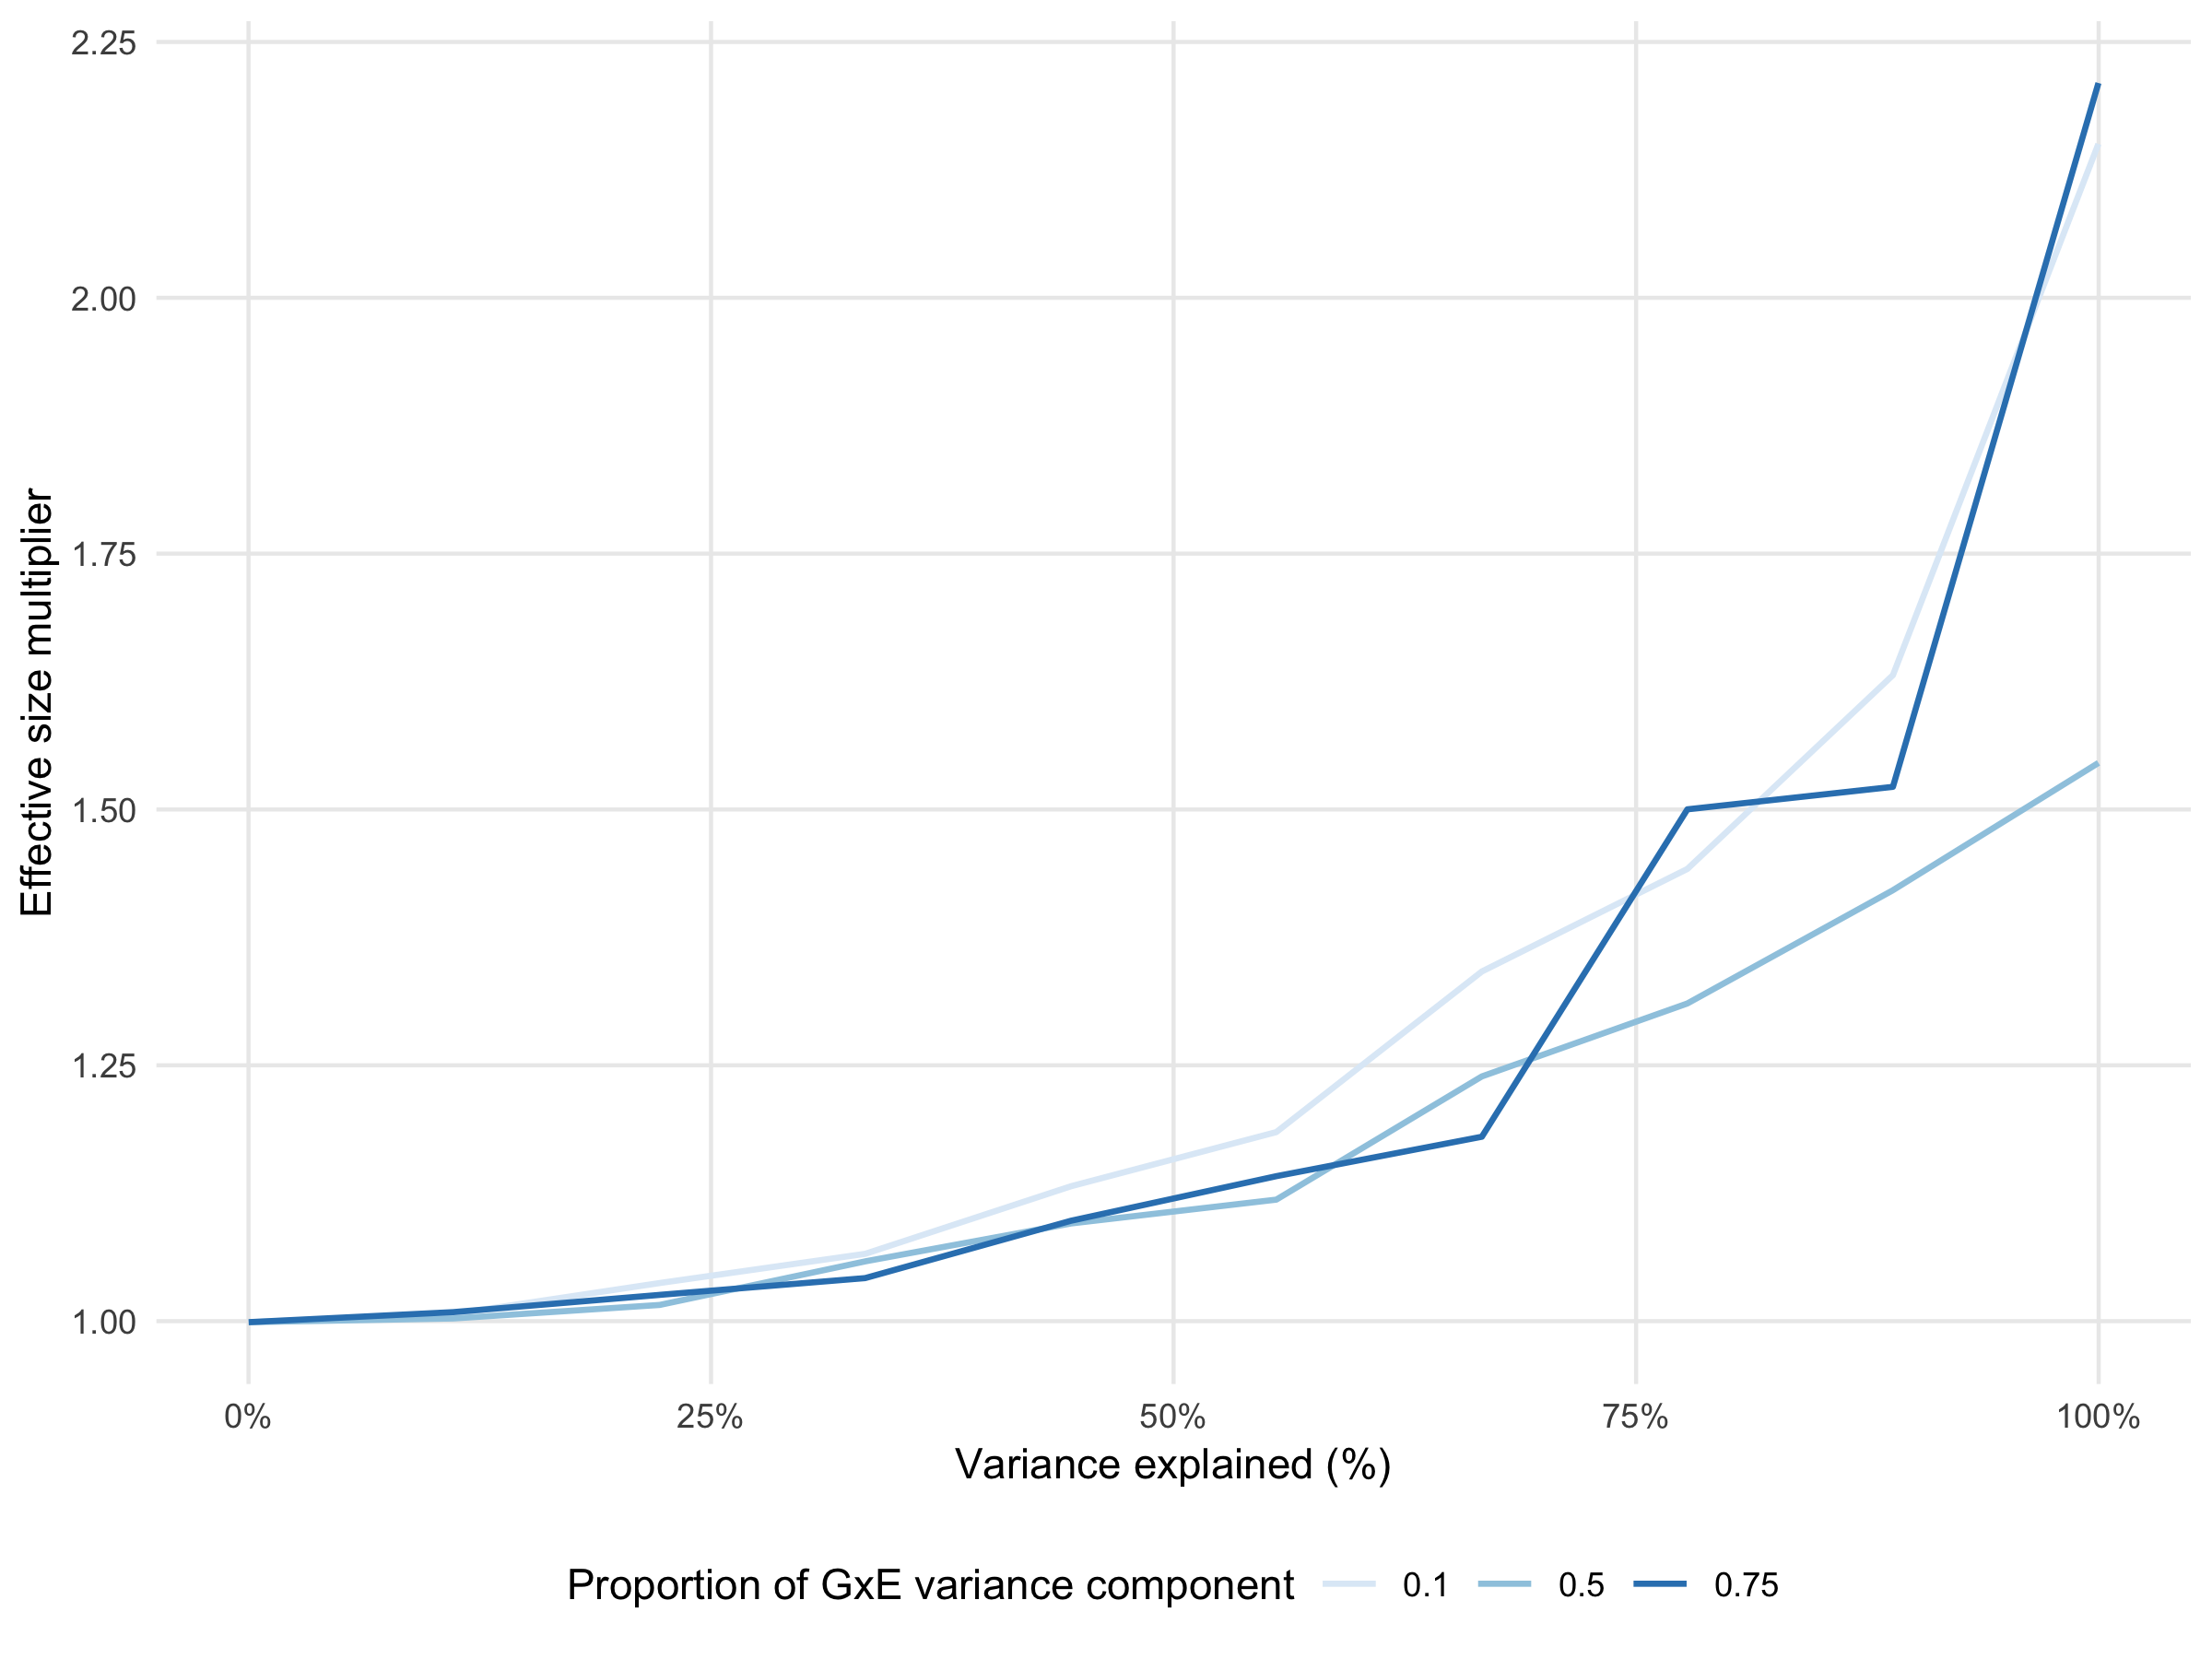 2.25
2.00
1.75
1.50
1.25
1.00
Effective size multiplier
0% 25% 50% 75% 100%
Variance explained (%)
Proportion of GxE variance component 0.1 0.5 0.75